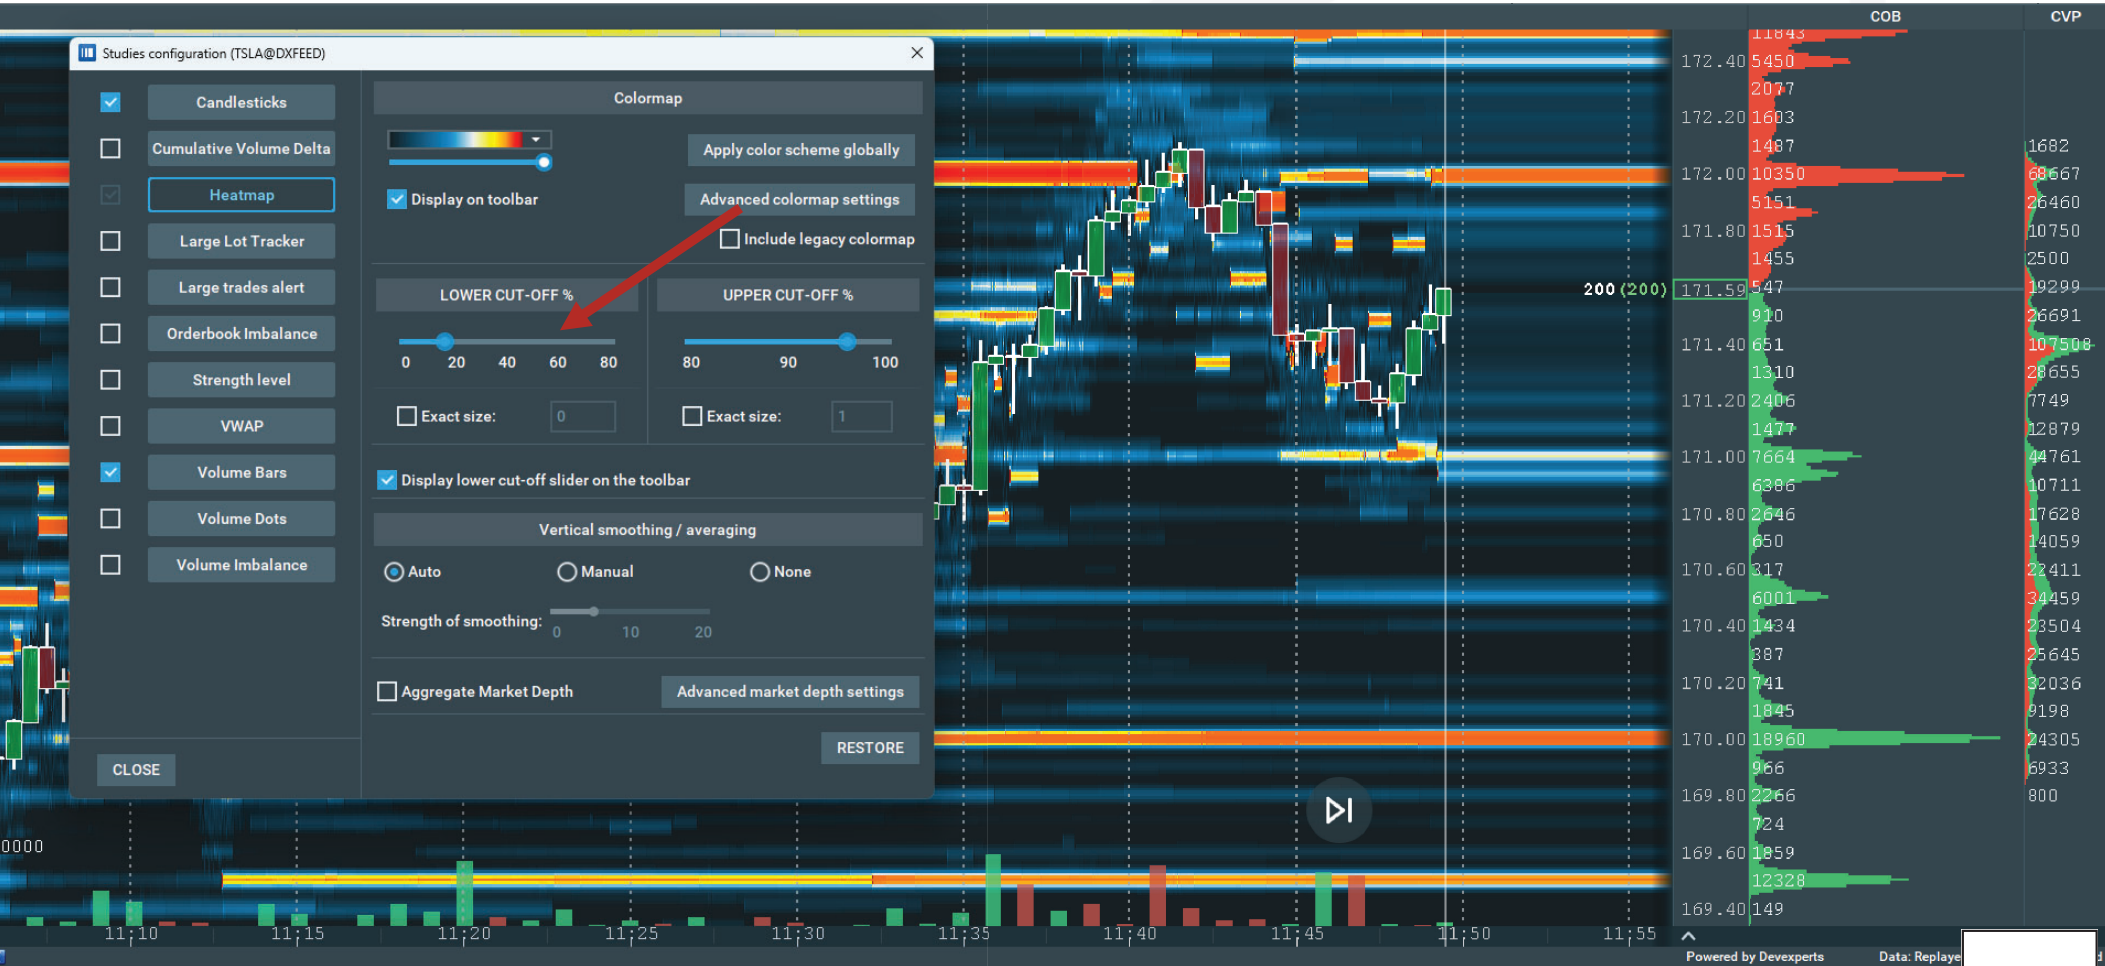 COB CVP
Studies configuration (TSLA@DXFEED)
Candlesticks
Cumulative Volume Delta
Heatmap
Large Lot Tracker
Large trades alert
Orderbook Imbalance
Strength level
VWAP
Volume Bars
Volume Dots
Volume Imbalance
CLOSE
Colormap
Apply color scheme globally
Display on toolbar
Advanced colormap settings
Include legacy colormap
LOWER CUT-OFF %
UPPER CUT-OFF %
0 20 40 60 80
80 90 100
Exact size: 0
Exact size: 1
Display lower cut-off slider on the toolbar
Vertical smoothing / averaging
Auto Manual None
Strength of smoothing: 0 10 20
Aggregate Market Depth
Advanced market depth settings
RESTORE
11843
172.40 5450
2077
172.20 1603
1487 1682
172.00 10350 68667
5151 26460
171.80 1515 10750
1455 2500
200 (200) 171.59 547 19299
910 26691
171.40 651 107508
1310 28655
171.20 2406 7749
1477 12879
171.00 7664 44761
6386 10711
170.80 2646 17628
650 14059
170.60 317 22411
6001 34459
170.40 1434 23504
387 25645
170.20 741 32036
1845 9198
170.00 18960 24305
966 6933
169.80 2266 800
724
0000
169.60 1859
12328
169.40 149
11:10 11:15 11:20 11:25 11:30 11:35 11:40 11:45 11:50 11:55
Powered by Devexperts Data: Replaye